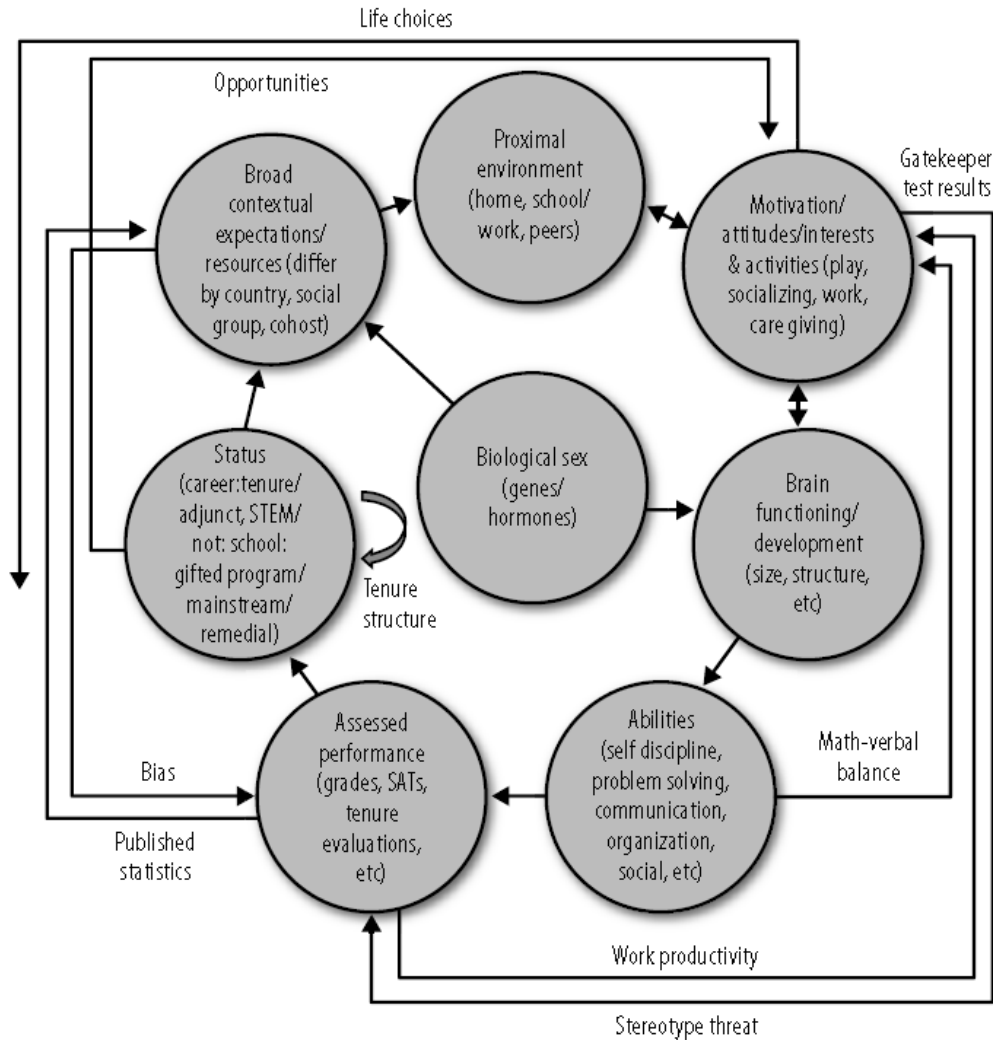 Life choices
Opportunities
Gatekeeper
test results
Proximal
environment
(home, school/
work, peers)
Broad
contextual
expectations/
resources (differ
by country, social
group, cohost)
Motivation/
attitudes/interests
& activities (play,
socializing, work,
care giving)
Biological sex
(genes/
hormones)
Status
(career:tenure/
adjunct, STEM/
not: school:
gifted program/
mainstream/
remedial)
Tenure
structure
Brain
functioning/
development
(size, structure,
etc)
Assessed
performance
(grades, SATs,
tenure
evaluations,
etc)
Abilities
(self discipline,
problem solving,
communication,
organization,
social, etc)
Math-verbal
balance
Bias
Published
statistics
Work productivity
Stereotype threat